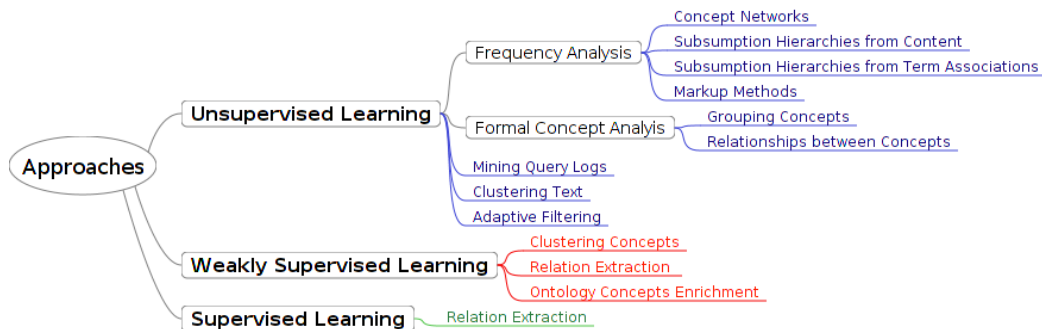 Approaches
Unsupervised Learning
Frequency Analysis
Concept Networks
Subsumption Hierarchies from Content
Subsumption Hierarchies from Term Associations
Markup Methods
Formal Concept Analyis
Grouping Concepts
Relationships between Concepts
Mining Query Logs
Clustering Text
Adaptive Filtering
Weakly Supervised Learning
Clustering Concepts
Relation Extraction
Ontology Concepts Enrichment
Supervised Learning
Relation Extraction